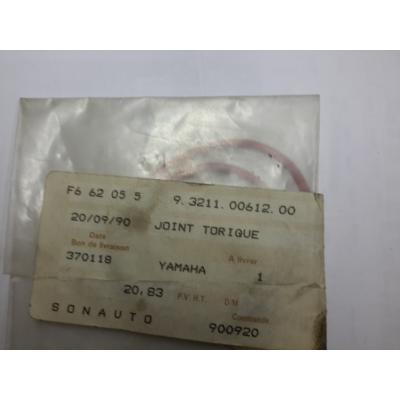 F6 62 05 5 9.3211.00612.00
20/09/90 JOINT TORIQUE
Date
Bon de livraison A livrer
370118 YAMAHA 1
20,83 P.V.H.T. D/M
Commande
SONAUTO 900920